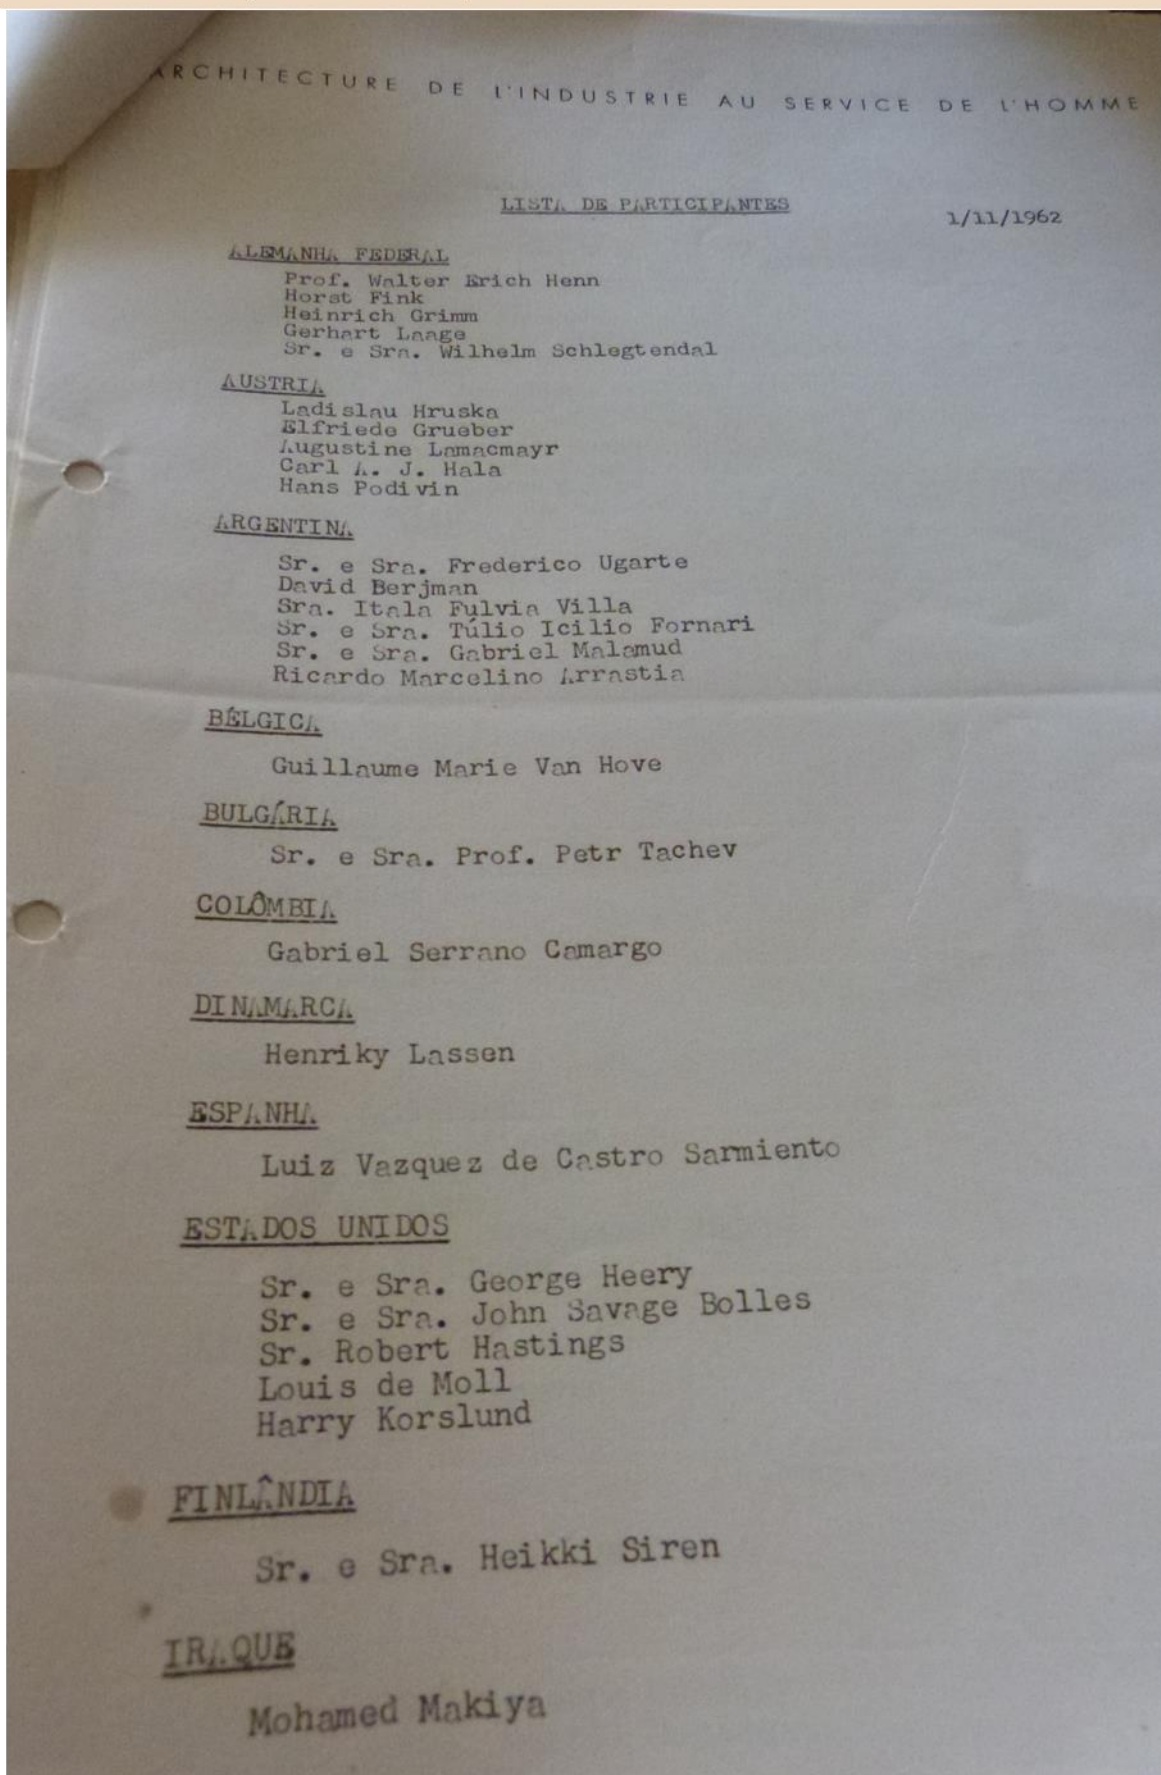 ARCHITECTURE DE L'INDUSTRIE AU SERVICE DE L'HOMME
LISTA DE PARTICIPANTES
1/11/1962
ALEMANHA FEDERAL
Prof. Walter Erich Henn
Horst Fink
Heinrich Grimm
Gerhart Laage
Sr. e Sra. Wilhelm Schlegtendal
AUSTRIA
Ladislau Hruska
Elfriede Grueber
Augustine Lamacmayr
Carl A. J. Hala
Hans Podivin
ARGENTINA
Sr. e Sra. Frederico Ugarte
David Berjman
Sra. Itala Fulvia Villa
Sr. e Sra. Túlio Icilio Fornari
Sr. e Sra. Gabriel Malamud
Ricardo Marcelino Arrastia
BÉLGICA
Guillaume Marie Van Hove
BULGÁRIA
Sr. e Sra. Prof. Petr Tachev
COLÔMBIA
Gabriel Serrano Camargo
DINAMARCA
Henriky Lassen
ESPANHA
Luiz Vazquez de Castro Sarmiento
ESTADOS UNIDOS
Sr. e Sra. George Heery
Sr. e Sra. John Savage Bolles
Sr. Robert Hastings
Louis de Moll
Harry Korslund
FINLÂNDIA
Sr. e Sra. Heikki Siren
IRAQUE
Mohamed Makiya